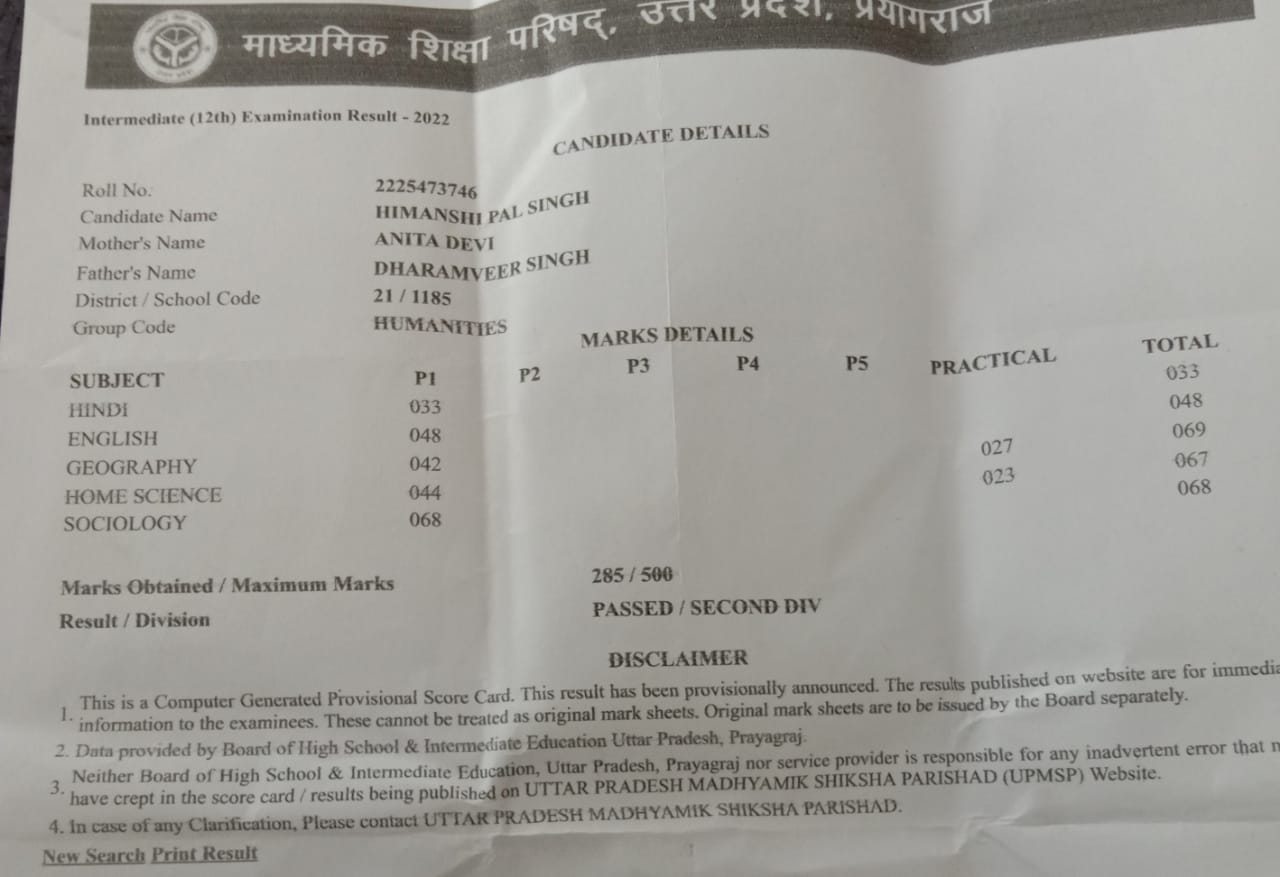 माध्यमिक शिक्षा परिषद्, उत्तर प्रदेश, प्रयागराज
Intermediate (12th) Examination Result - 2022
CANDIDATE DETAILS
Roll No. 2225473746
Candidate Name HIMANSHI PAL SINGH
Mother's Name ANITA DEVI
Father's Name DHARAMVEER SINGH
District / School Code 21 / 1185
Group Code HUMANITIES
MARKS DETAILS
SUBJECT P1 P2 P3 P4 P5 PRACTICAL TOTAL
HINDI 033 033
ENGLISH 048 048
GEOGRAPHY 042 027 069
HOME SCIENCE 044 023 067
SOCIOLOGY 068 068
Marks Obtained / Maximum Marks 285 / 500
Result / Division PASSED / SECOND DIV
DISCLAIMER
1. This is a Computer Generated Provisional Score Card. This result has been provisionally announced. The results published on website are for immedia
information to the examinees. These cannot be treated as original mark sheets. Original mark sheets are to be issued by the Board separately.
2. Data provided by Board of High School & Intermediate Education Uttar Pradesh, Prayagraj.
3. Neither Board of High School & Intermediate Education, Uttar Pradesh, Prayagraj nor service provider is responsible for any inadvertent error that
have crept in the score card / results being published on UTTAR PRADESH MADHYAMIK SHIKSHA PARISHAD (UPMSP) Website.
4. In case of any Clarification, Please contact UTTAR PRADESH MADHYAMIK SHIKSHA PARISHAD.
New Search Print Result